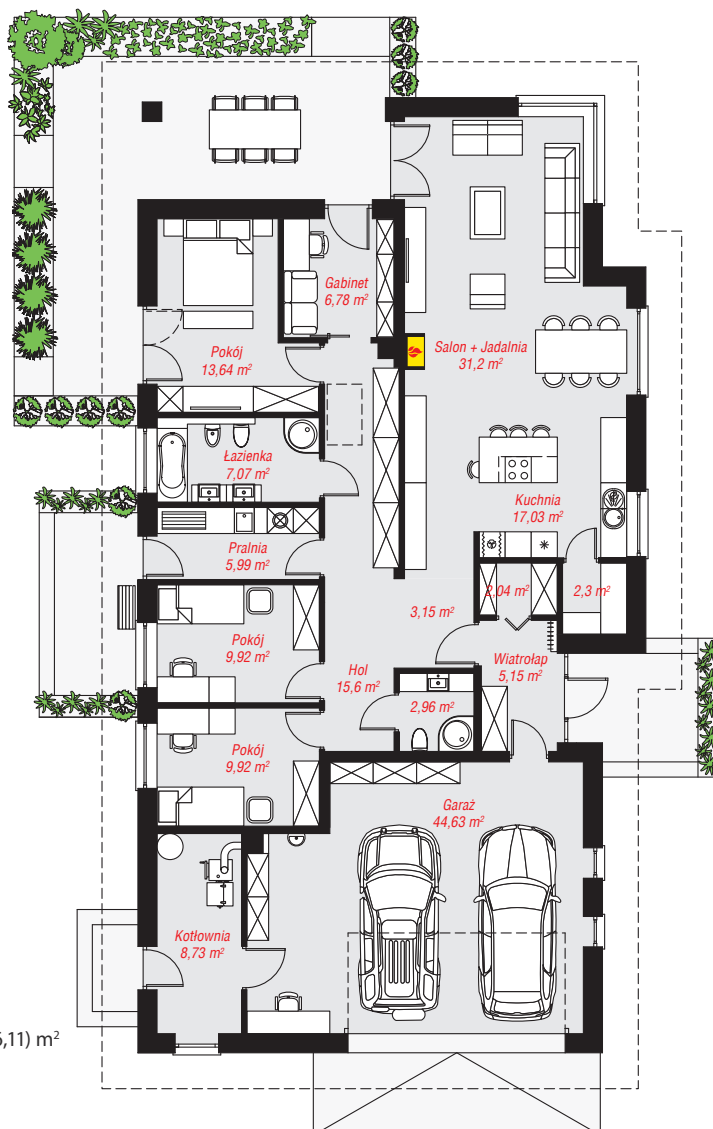 Gabinet
6,78 m²
Pokój
13,64 m²
Salon + Jadalnia
31,2 m²
Łazienka
7,07 m²
Kuchnia
17,03 m²
Pralnia
5,99 m²
2,04 m²
2,3 m²
3,15 m²
Pokój
9,92 m²
Wiatrołap
5,15 m²
Hol
15,6 m²
2,96 m²
Pokój
9,92 m²
Garaż
44,63 m²
Kotłownia
8,73 m²
,11) m²